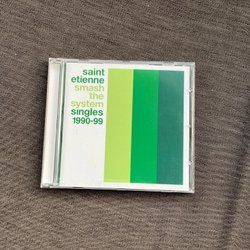 saint
etienne
smash
the
system
singles
1990-99